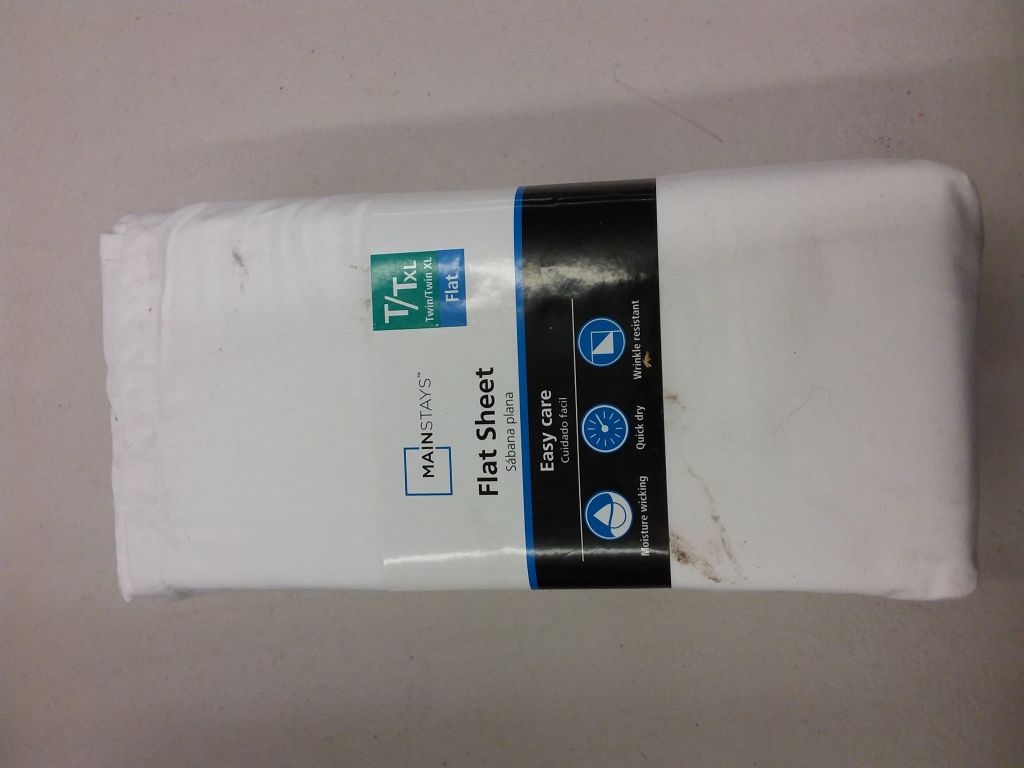 T/TXL
Twin/Twin XL
Flat
MAINSTAYS™
Flat Sheet
Sábana plana
Easy care
Cuidado facil
Moisture wicking
Quick dry
Wrinkle resistant